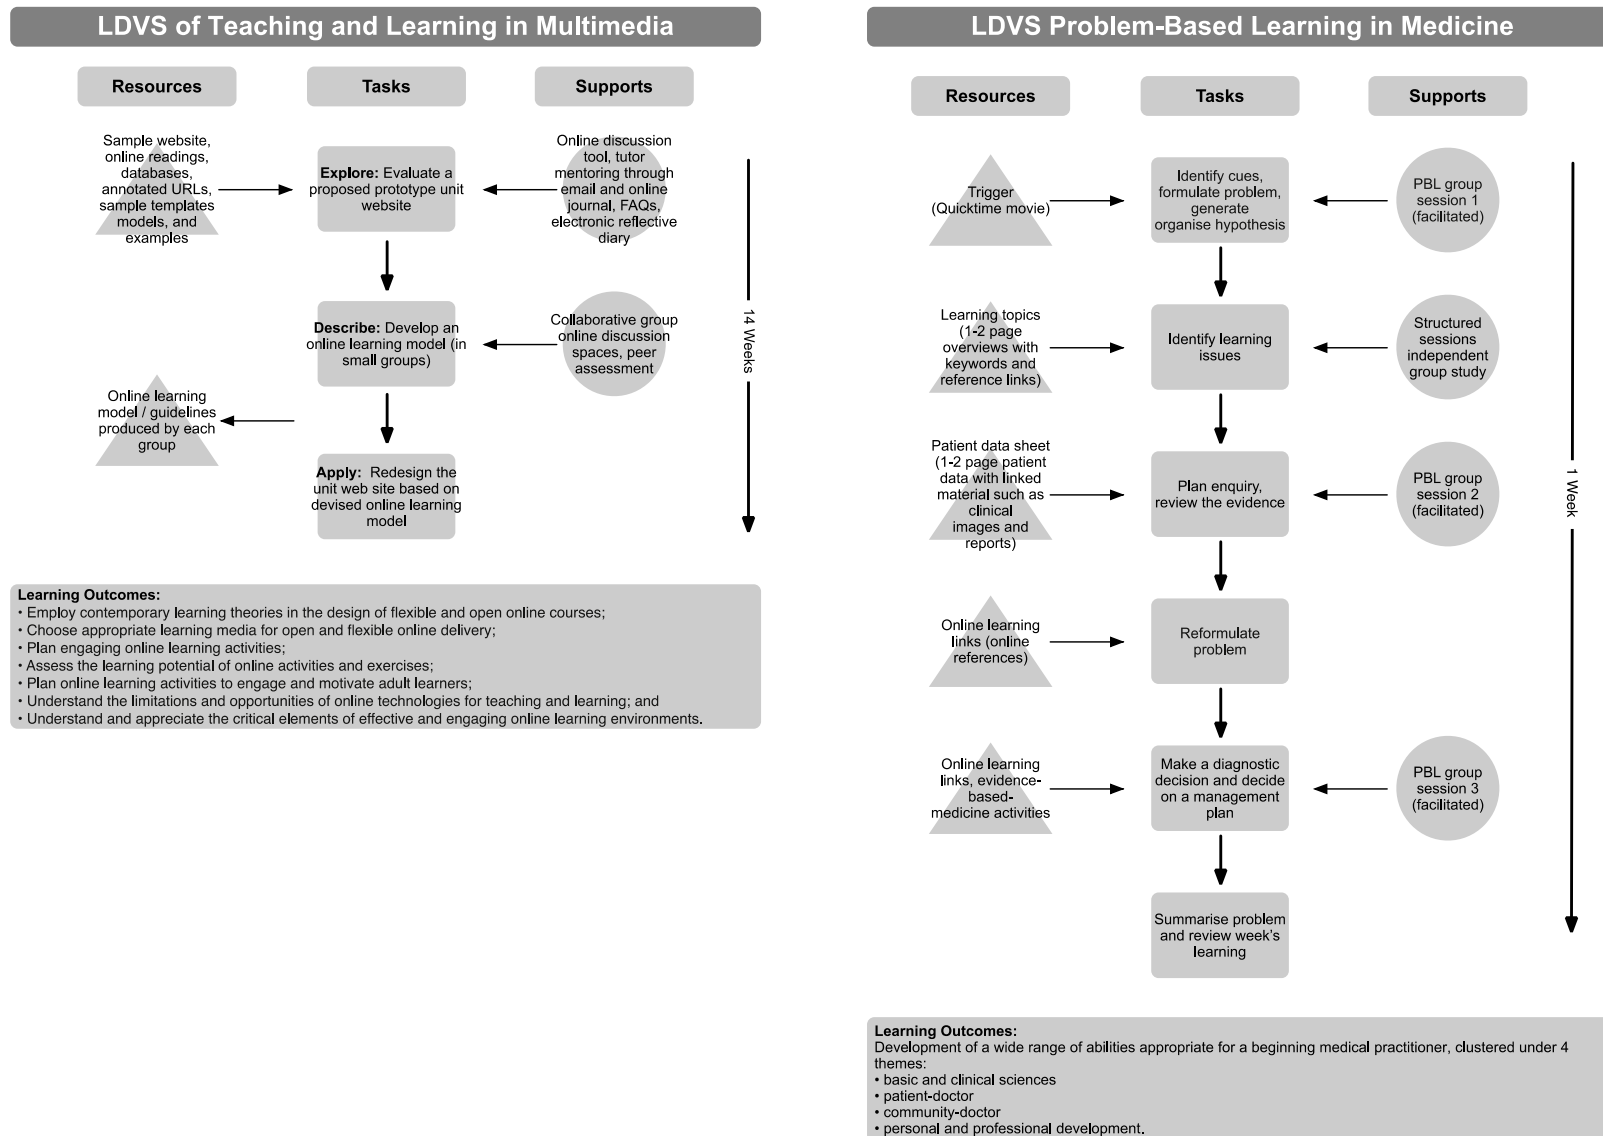 LDVS of Teaching and Learning in Multimedia
Resources
Tasks
Supports
Sample website,
online readings,
databases,
annotated URLs,
sample templates
models, and
examples
Explore: Evaluate a
proposed prototype unit
website
Online discussion
tool, tutor
mentoring through
email and online
journal, FAQs,
electronic reflective
diary
Describe: Develop an
online learning model (in
small groups)
Collaborative group
online discussion
spaces, peer
assessment
Online learning
model / guidelines
produced by each
group
Apply: Redesign the
unit web site based on
devised online learning
model
14 Weeks
Learning Outcomes:
• Employ contemporary learning theories in the design of flexible and open online courses;
• Choose appropriate learning media for open and flexible online delivery;
• Plan engaging online learning activities;
• Assess the learning potential of online activities and exercises;
• Plan online learning activities to engage and motivate adult learners;
• Understand the limitations and opportunities of online technologies for teaching and learning; and
• Understand and appreciate the critical elements of effective and engaging online learning environments.
LDVS Problem-Based Learning in Medicine
Resources
Tasks
Supports
Trigger
(Quicktime movie)
Identify cues,
formulate problem,
generate
organise hypothesis
PBL group
session 1
(facilitated)
Learning topics
(1-2 page
overviews with
keywords and
reference links)
Identify learning
issues
Structured
sessions
independent
group study
Patient data sheet
(1-2 page patient
data with linked
material such as
clinical
images and
reports)
Plan enquiry,
review the evidence
PBL group
session 2
(facilitated)
Online learning
links (online
references)
Reformulate
problem
Online learning
links, evidence-
based-
medicine activities
Make a diagnostic
decision and decide
on a management
plan
PBL group
session 3
(facilitated)
Summarise problem
and review week's
learning
1 Week
Learning Outcomes:
Development of a wide range of abilities appropriate for a beginning medical practitioner, clustered under 4
themes:
• basic and clinical sciences
• patient-doctor
• community-doctor
• personal and professional development.